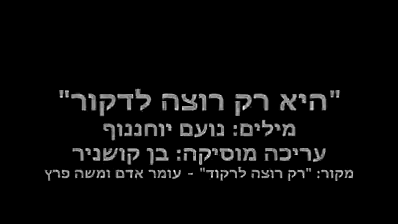 "היא רק רוצה לדקור"
מילים: נועם יוחננוף
עריכה מוסיקה: בן קושניר
מקור: "רק רוצה לרקוד" - עומר אדם ומשה פרץ